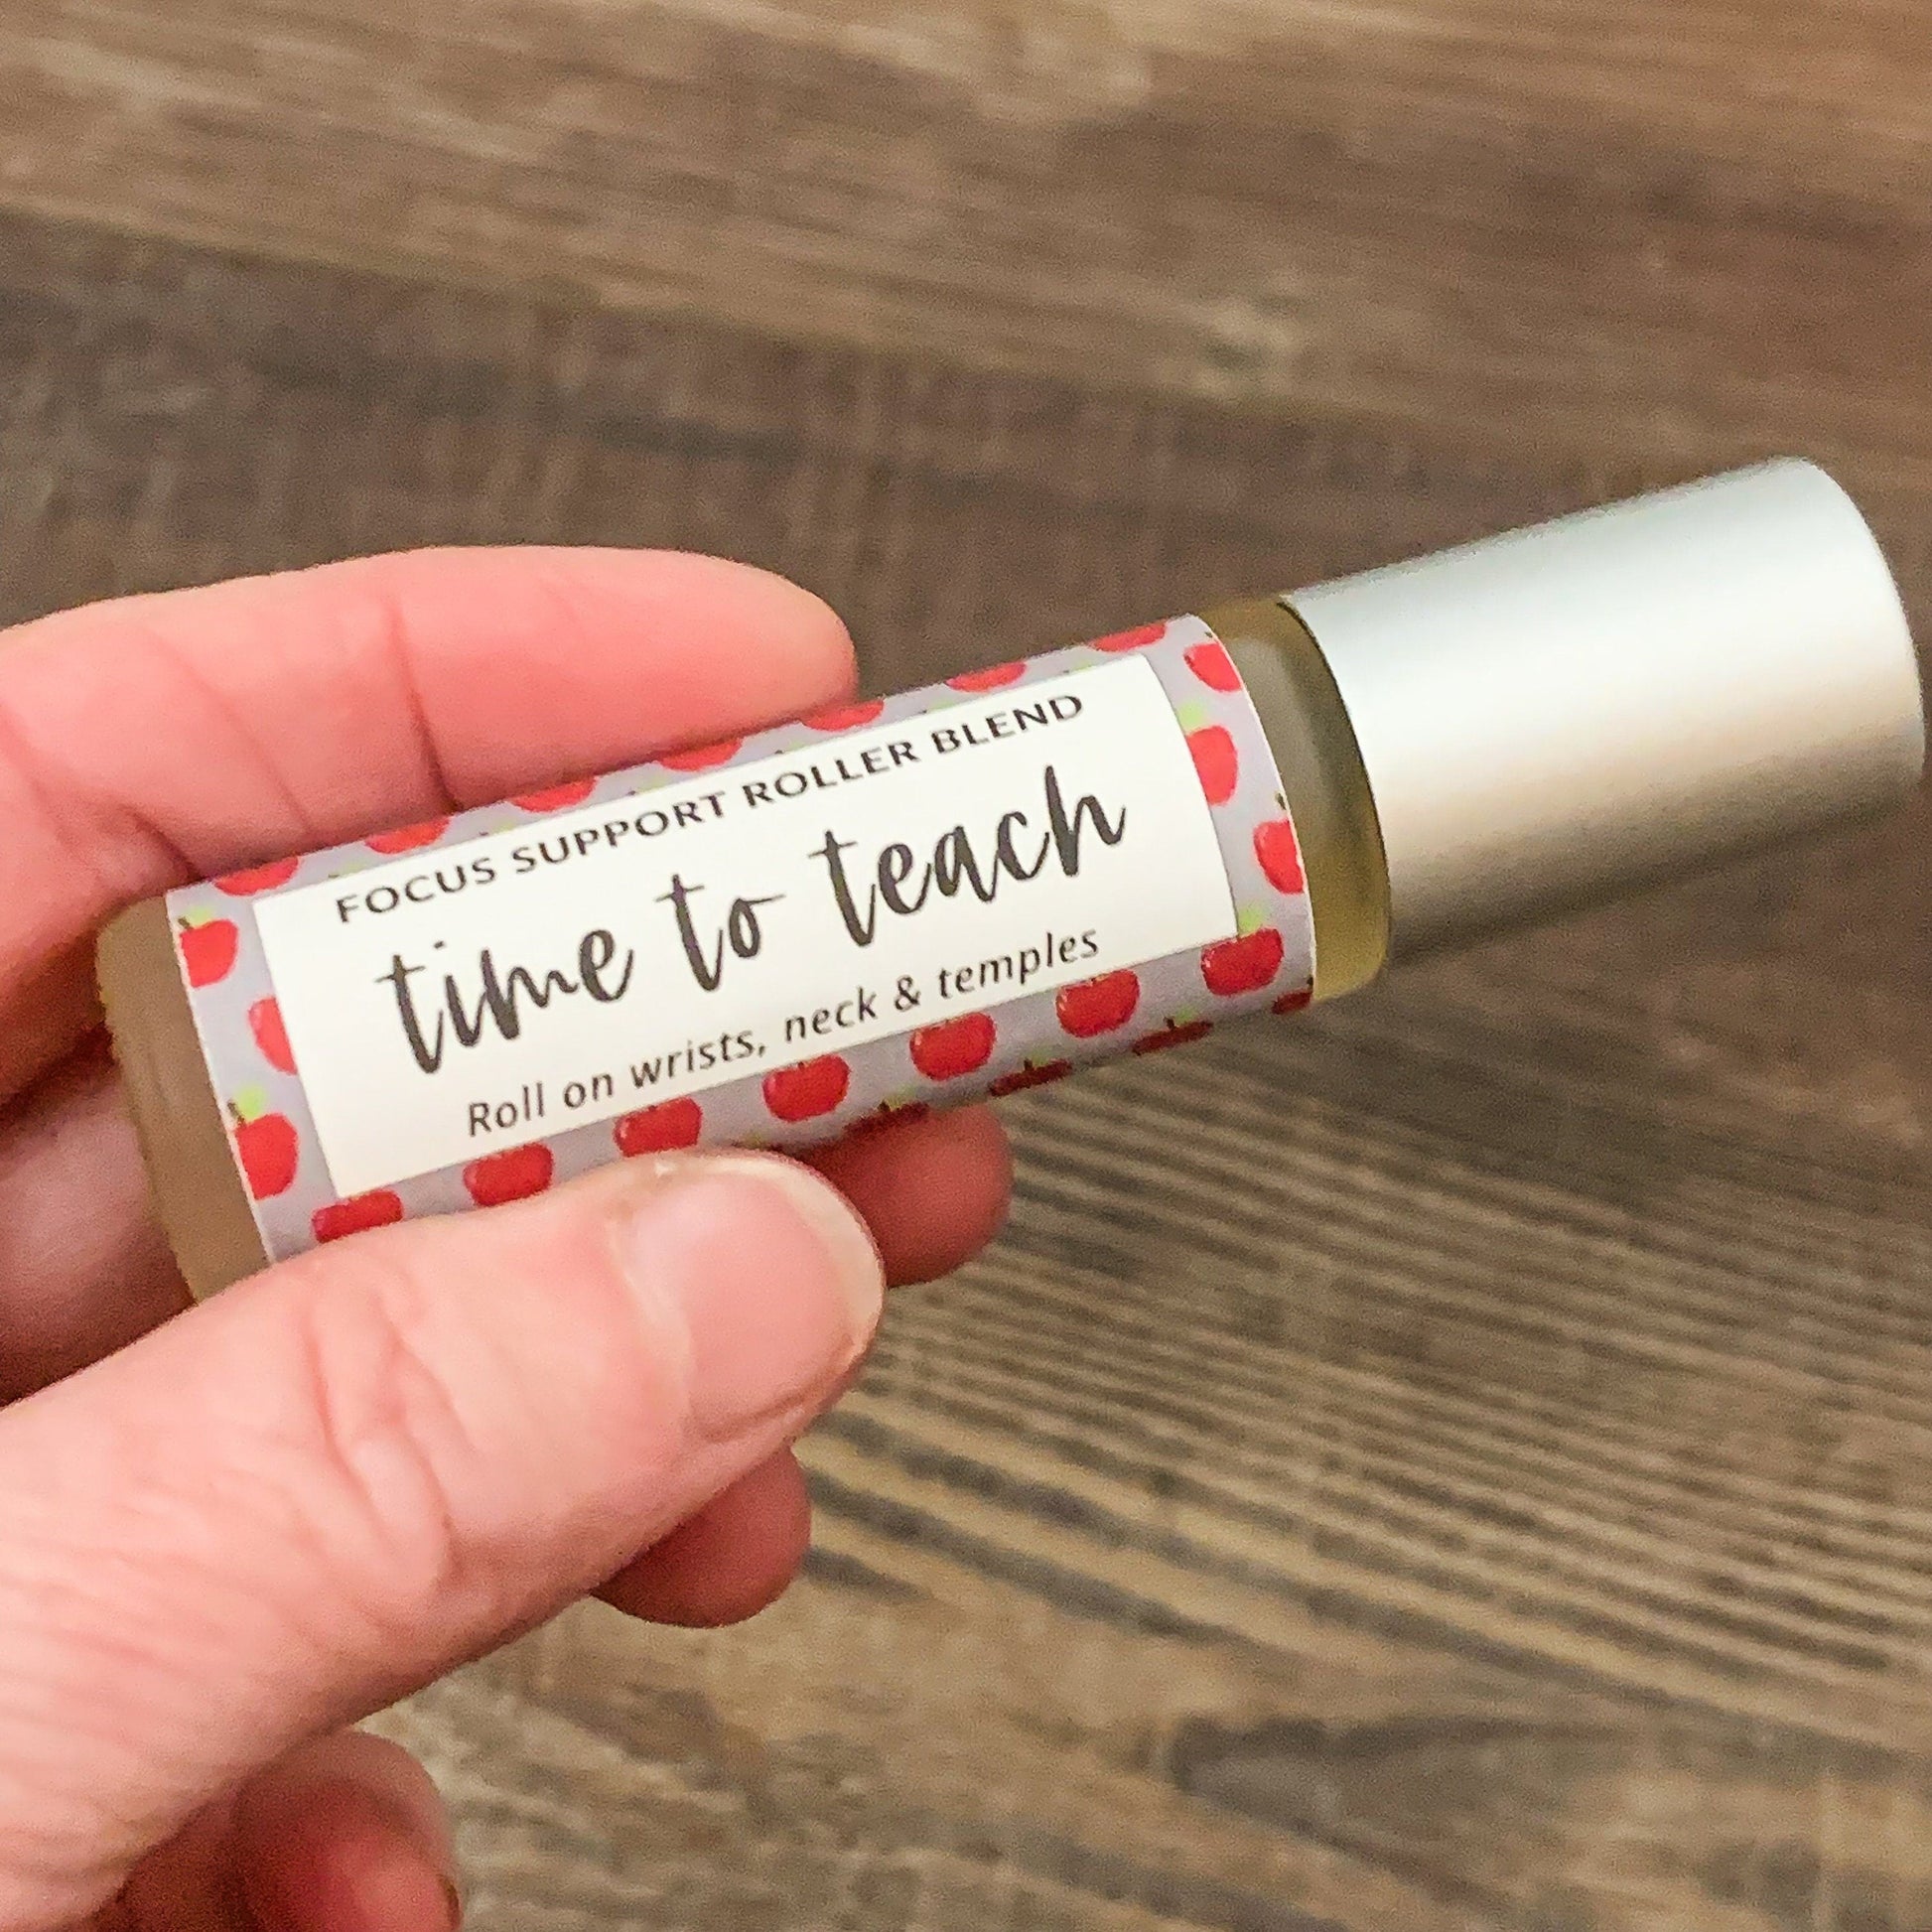 FOCUS SUPPORT ROLLER BLEND
time to teach
Roll on wrists, neck & temples